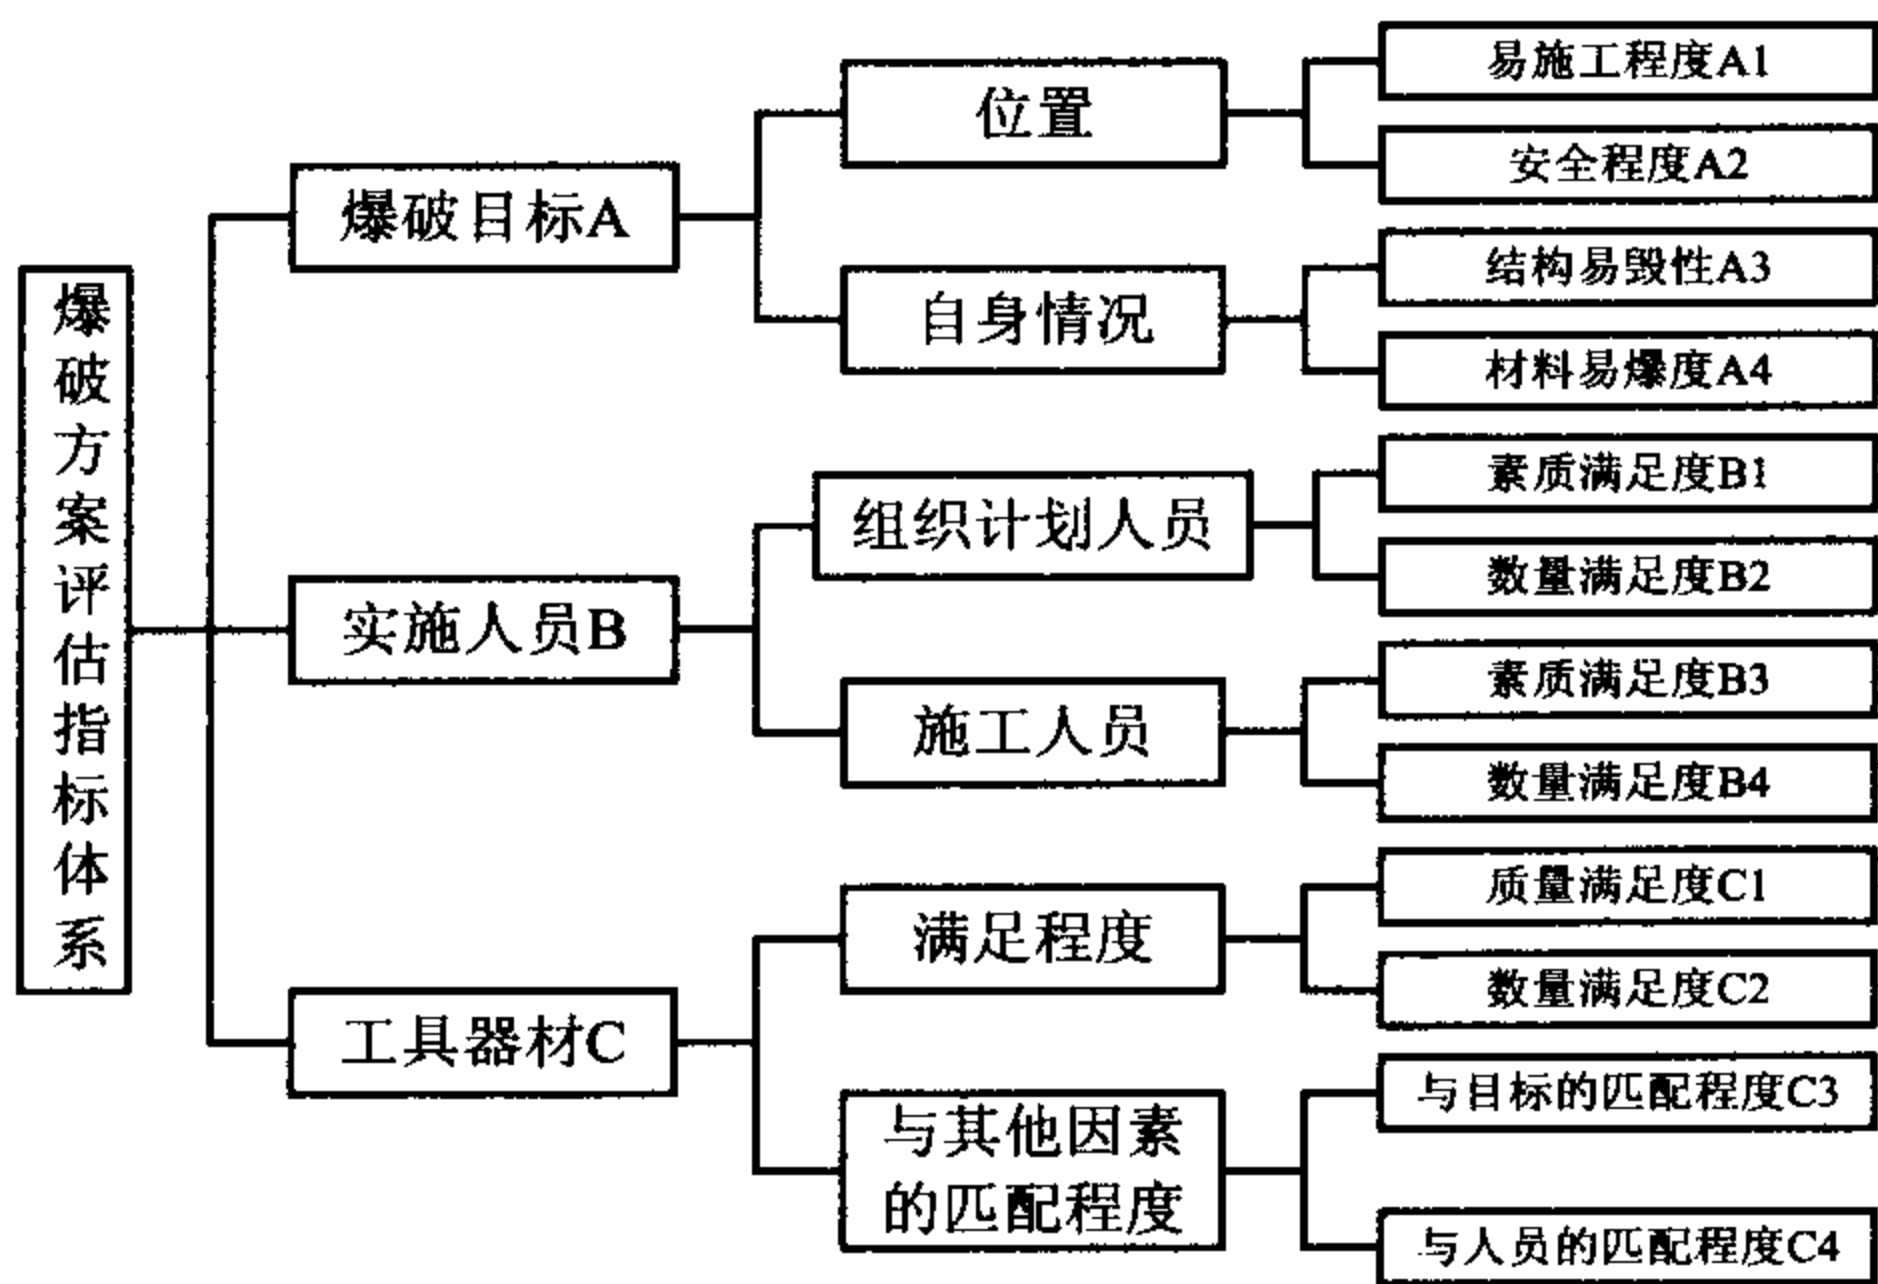 爆破方案评估指标体系
爆破目标A
位置
易施工程度A1
安全程度A2
自身情况
结构易毁性A3
材料易爆度A4
实施人员B
组织计划人员
素质满足度B1
数量满足度B2
施工人员
素质满足度B3
数量满足度B4
工具器材C
满足程度
质量满足度C1
数量满足度C2
与其他因素
的匹配程度
与目标的匹配程度C3
与人员的匹配程度C4